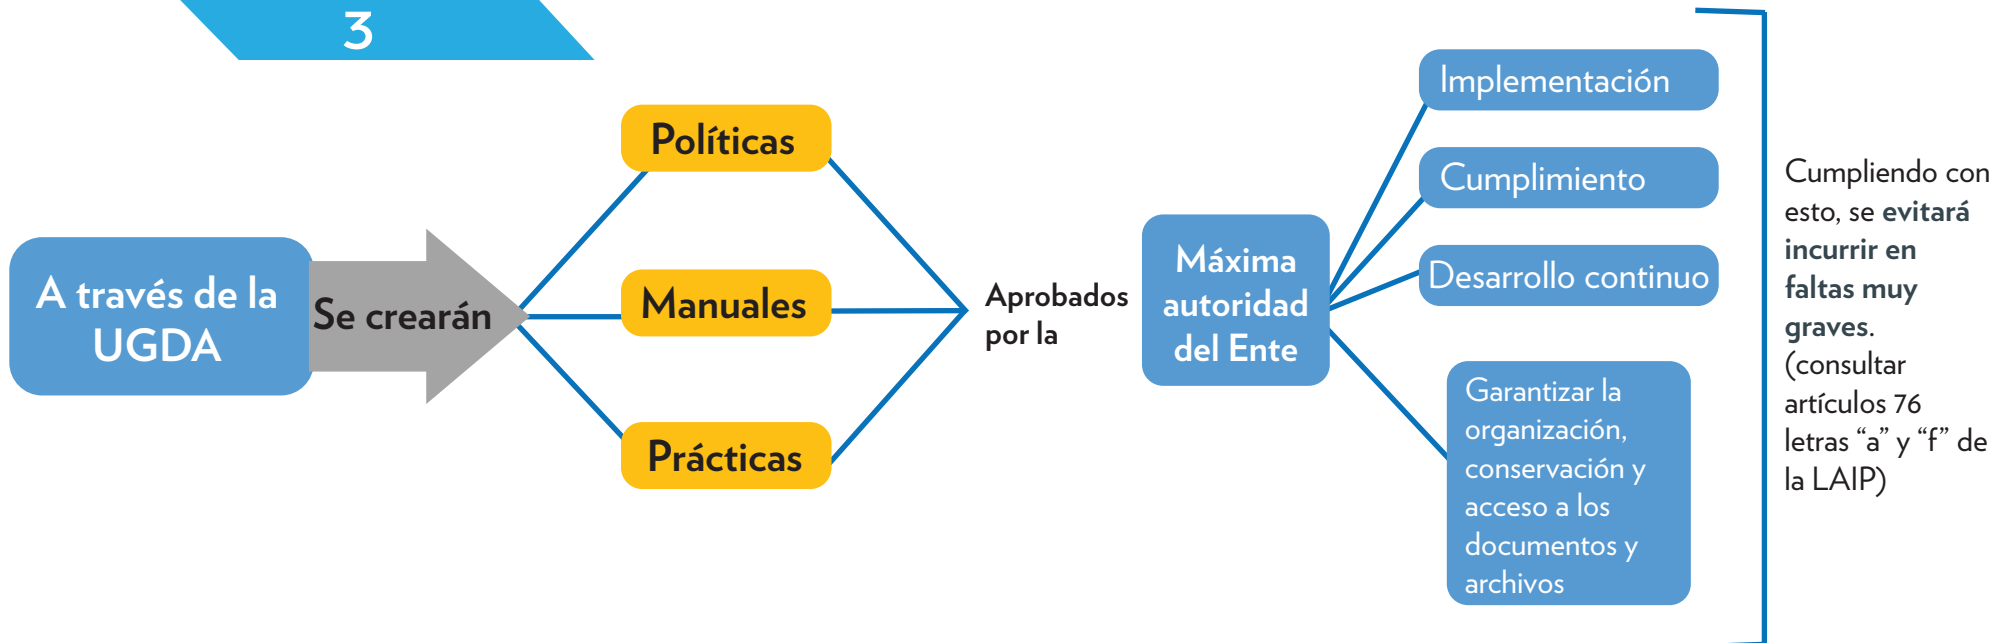 3
A través de la
UGDA
Se crearán
Políticas
Manuales
Prácticas
Aprobados
por la
Máxima
autoridad
del Ente
Implementación
Cumplimiento
Desarrollo continuo
Garantizar la
organización,
conservación y
acceso a los
documentos y
archivos
Cumpliendo con
esto, se evitará
incurrir en
faltas muy
graves.
(consultar
artículos 76
letras “a” y “f” de
la LAIP)